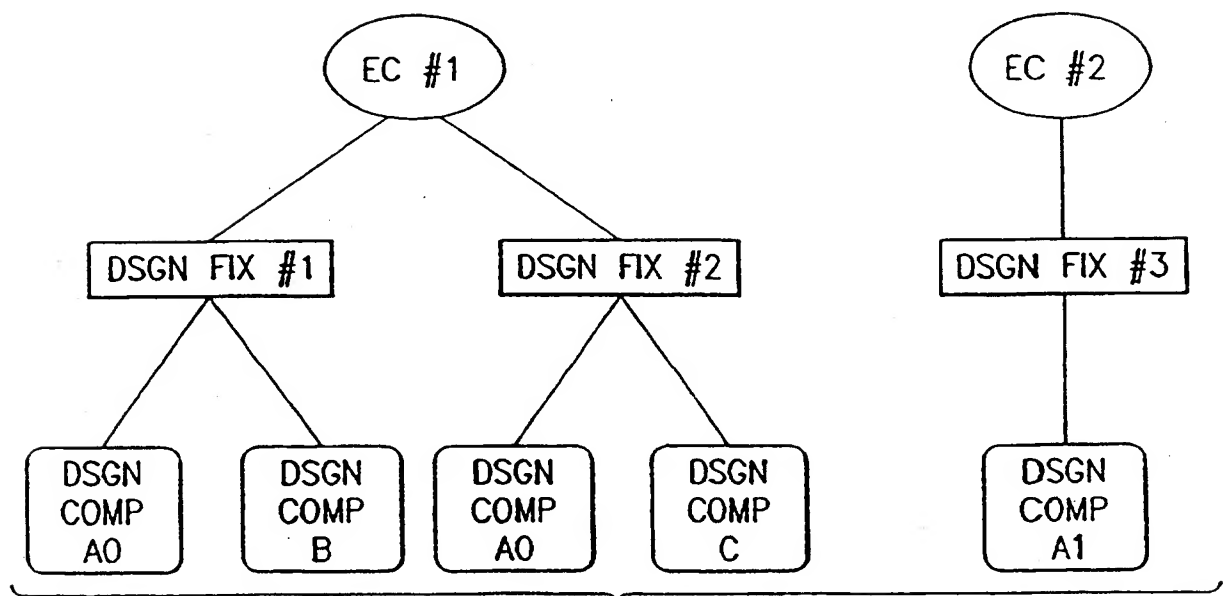 EC #1
EC #2
DSGN FIX #1
DSGN FIX #2
DSGN FIX #3
DSGN
COMP
A0
DSGN
COMP
B
DSGN
COMP
A0
DSGN
COMP
C
DSGN
COMP
A1